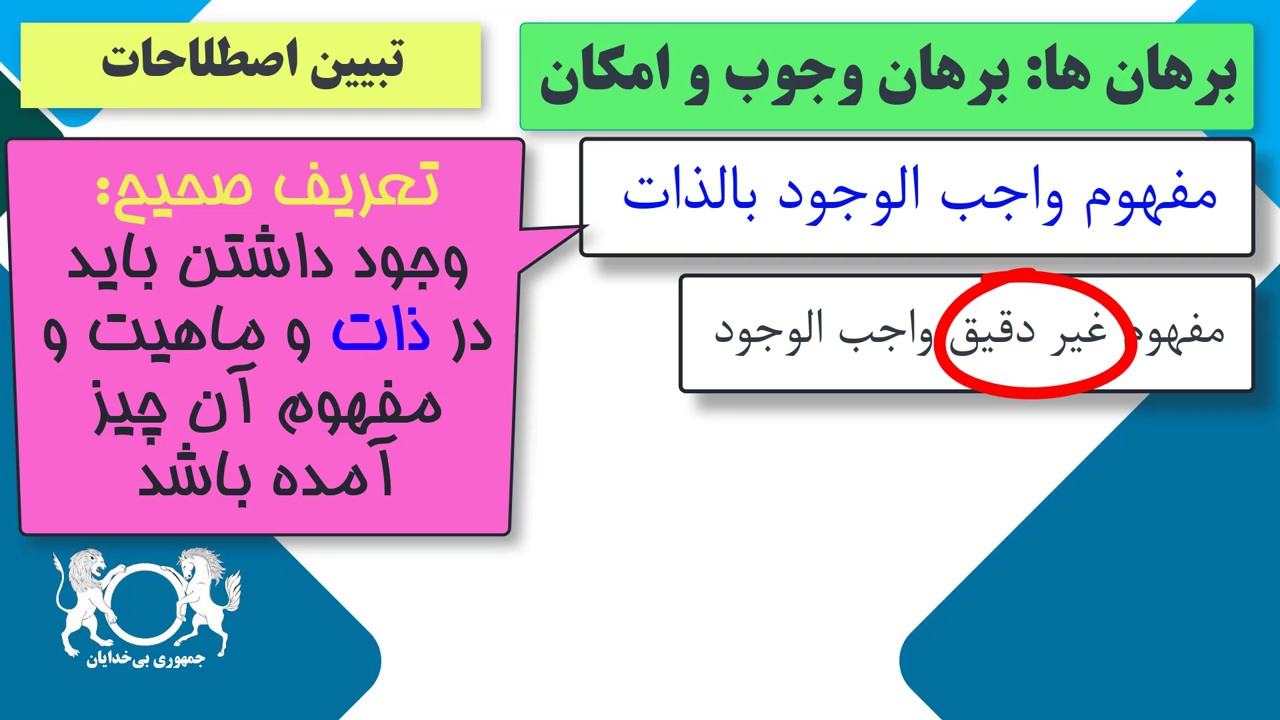 برهان ها: برهان وجوب و امکان
تبیین اصطلاحات
مفهوم واجب الوجود بالذات
مفهوم غیر دقیق واجب الوجود
تعریف صحیح:
وجود داشتن باید
در ذات و ماهیت و
مفهوم آن چیز
آمده باشد
جمهوری بی‌خدایان